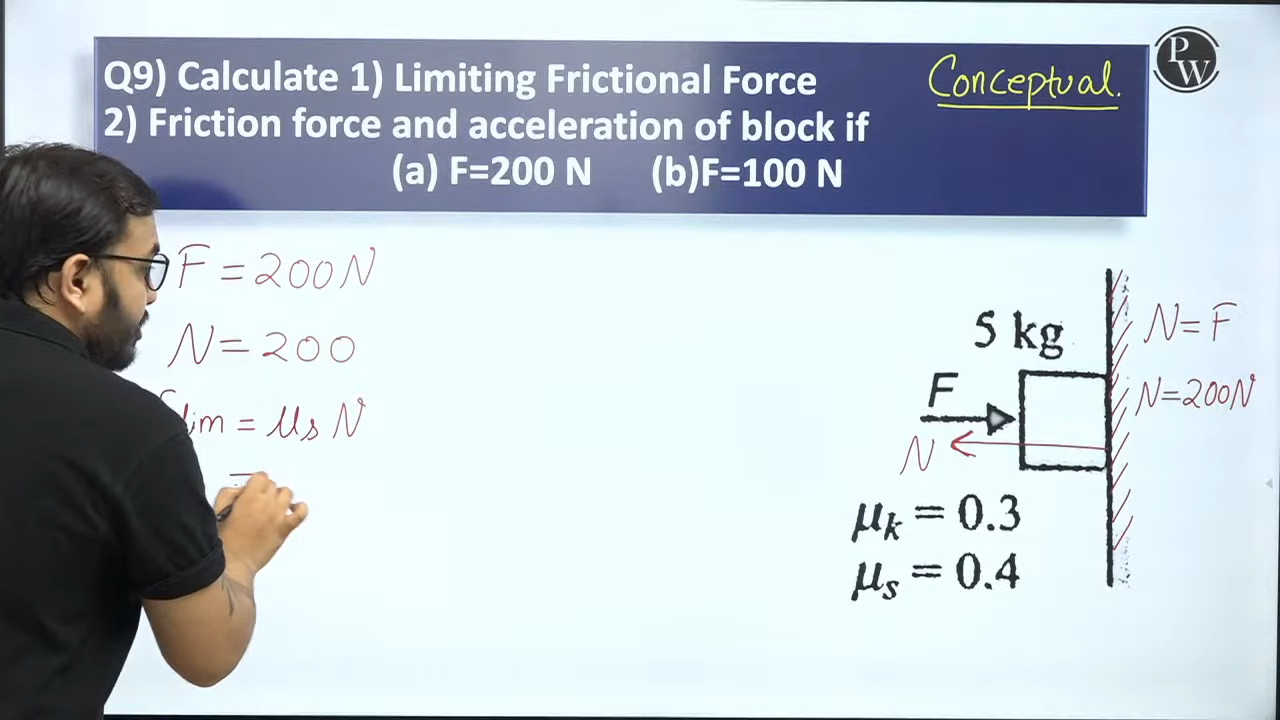 Q9) Calculate 1) Limiting Frictional Force
Conceptual.
2) Friction force and acceleration of block if
(a) F=200 N (b)F=100 N
PW
F = 200N
N = 200
lim = μs N
=
5 kg
F
N
N=F
N=200N
μk = 0.3
μs = 0.4